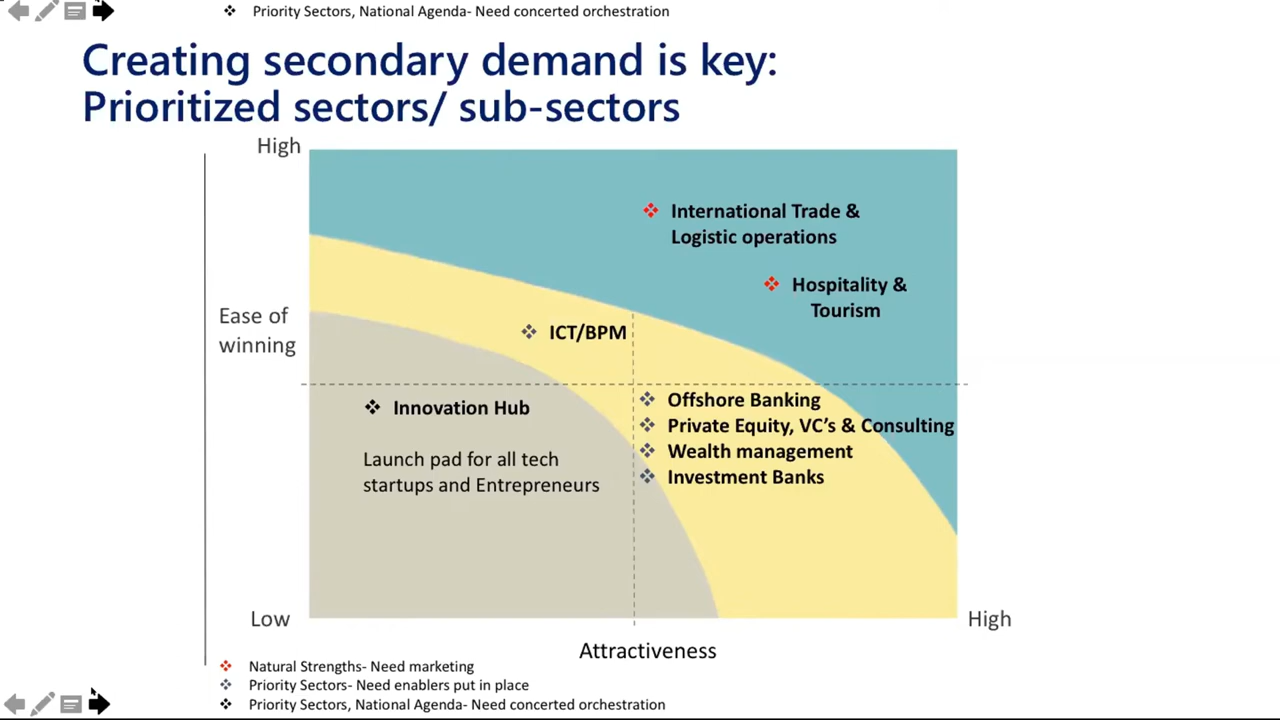 Priority Sectors, National Agenda- Need concerted orchestration
Creating secondary demand is key:
Prioritized sectors/ sub-sectors
High
International Trade &
Logistic operations
Hospitality &
Tourism
Ease of
winning
ICT/BPM
Offshore Banking
Innovation Hub
Private Equity, VC's & Consulting
Wealth management
Launch pad for all tech
Investment Banks
startups and Entrepreneurs
Low
High
Attractiveness
Natural Strengths- Need marketing
Priority Sectors- Need enablers put in place
Priority Sectors, National Agenda- Need concerted orchestration